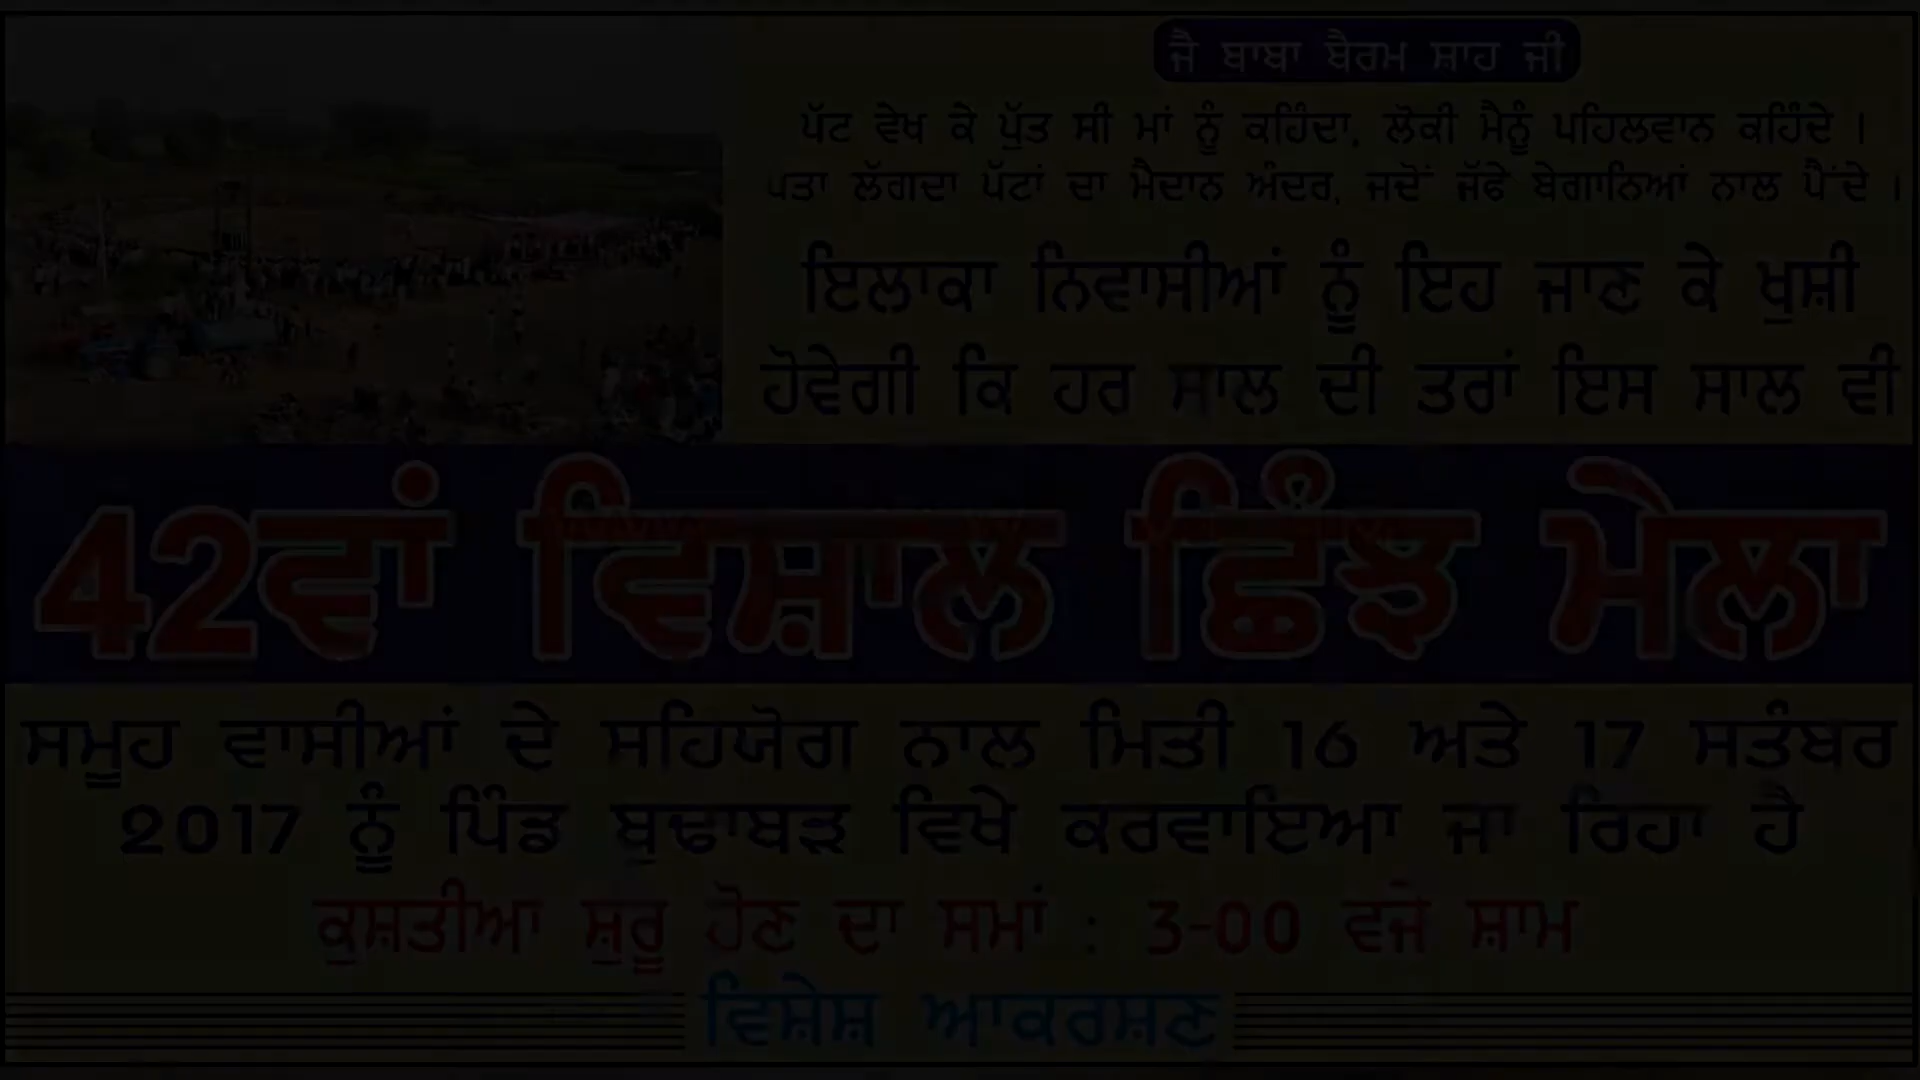 ਜੈ ਬਾਬਾ ਬੈਰਮ ਸ਼ਾਹ ਜੀ
ਪੱਟ ਵੇਖ ਕੇ ਪੁੱਤ ਸੀ ਮਾਂ ਨੂੰ ਕਹਿੰਦਾ, ਲੋਕੀ ਮੈਨੂੰ ਪਹਿਲਵਾਨ ਕਹਿੰਦੇ ।
ਪਤਾ ਲੱਗਦਾ ਪੱਟਾਂ ਦਾ ਮੈਦਾਨ ਅੰਦਰ, ਜਦੋਂ ਜੱਫੇ ਬੇਗਾਨਿਆਂ ਨਾਲ ਪੈਂਦੇ ।
ਇਲਾਕਾ ਨਿਵਾਸੀਆਂ ਨੂੰ ਇਹ ਜਾਣ ਕੇ ਖੁਸ਼ੀ
ਹੋਵੇਗੀ ਕਿ ਹਰ ਸਾਲ ਦੀ ਤਰਾਂ ਇਸ ਸਾਲ ਵੀ
42ਵਾਂ ਵਿਸ਼ਾਲ ਛਿੰਝ ਮੇਲਾ
ਸਮੂਹ ਵਾਸੀਆਂ ਦੇ ਸਹਿਯੋਗ ਨਾਲ ਮਿਤੀ 16 ਅਤੇ 17 ਸਤੰਬਰ
2017 ਨੂੰ ਪਿੰਡ ਬੁਢਾਬੜ ਵਿਖੇ ਕਰਵਾਇਆ ਜਾ ਰਿਹਾ ਹੈ
ਕੁਸ਼ਤੀਆ ਸ਼ੁਰੂ ਹੋਣ ਦਾ ਸਮਾਂ : 3-00 ਵਜੇ ਸ਼ਾਮ
ਵਿਸ਼ੇਸ਼ ਆਕਰਸ਼ਣ